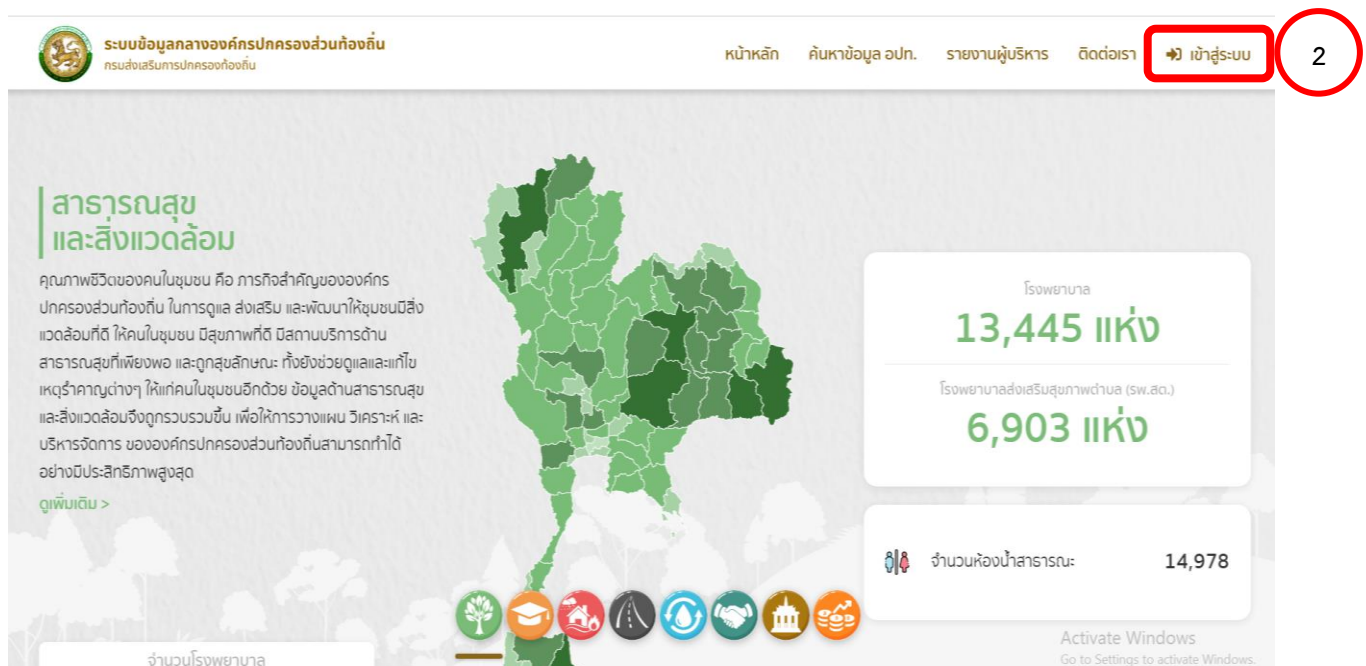 ระบบข้อมูลกลางองค์กรปกครองส่วนท้องถิ่น
กรมส่งเสริมการปกครองท้องถิ่น
หน้าหลัก ค้นหาข้อมูล อปท. รายงานผู้บริหาร ติดต่อเรา เข้าสู่ระบบ 2
สาธารณสุข
และสิ่งแวดล้อม
คุณภาพชีวิตของคนในชุมชน คือ ภารกิจสำคัญขององค์กร
ปกครองส่วนท้องถิ่น ในการดูแล ส่งเสริม และพัฒนาให้ชุมชนมีสิ่ง
แวดล้อมที่ดี ให้คนในชุมชน มีสุขภาพที่ดี มีสถานบริการด้าน
สาธารณสุขที่เพียงพอ และถูกสุขลักษณะ ทั้งยังช่วยดูแลและแก้ไข
เหตุรำคาญต่างๆ ให้แก่คนในชุมชนอีกด้วย ข้อมูลด้านสาธารณสุข
และสิ่งแวดล้อมจึงถูกรวบรวมขึ้น เพื่อให้การวางแผน วิเคราะห์ และ
บริหารจัดการ ขององค์กรปกครองส่วนท้องถิ่นสามารถทำได้
อย่างมีประสิทธิภาพสูงสุด
ดูเพิ่มเติม >
โรงพยาบาล
13,445 แห่ง
โรงพยาบาลส่งเสริมสุขภาพตำบล (รพ.สต.)
6,903 แห่ง
จำนวนห้องน้ำสาธารณะ 14,978
จำนวนโรงพยาบาล
Activate Windows
Go to Settings to activate Windows.